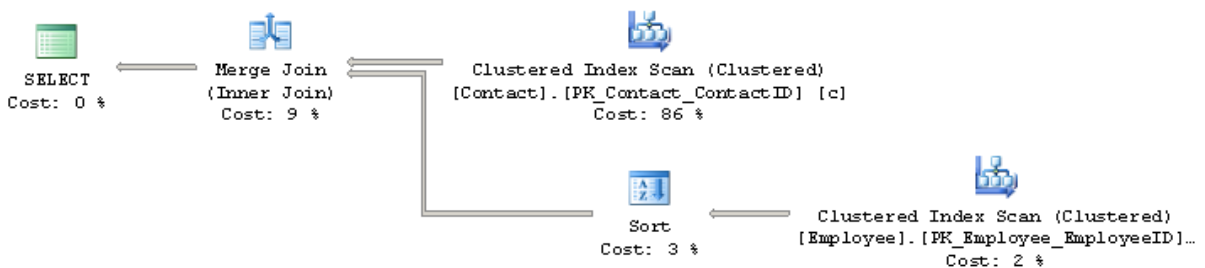 SELECT
Cost: 0 %
Merge Join
(Inner Join)
Cost: 9 %
Clustered Index Scan (Clustered)
[Contact].[PK_Contact_ContactID] [c]
Cost: 86 %
Sort
Cost: 3 %
Clustered Index Scan (Clustered)
[Employee].[PK_Employee_EmployeeID]…
Cost: 2 %